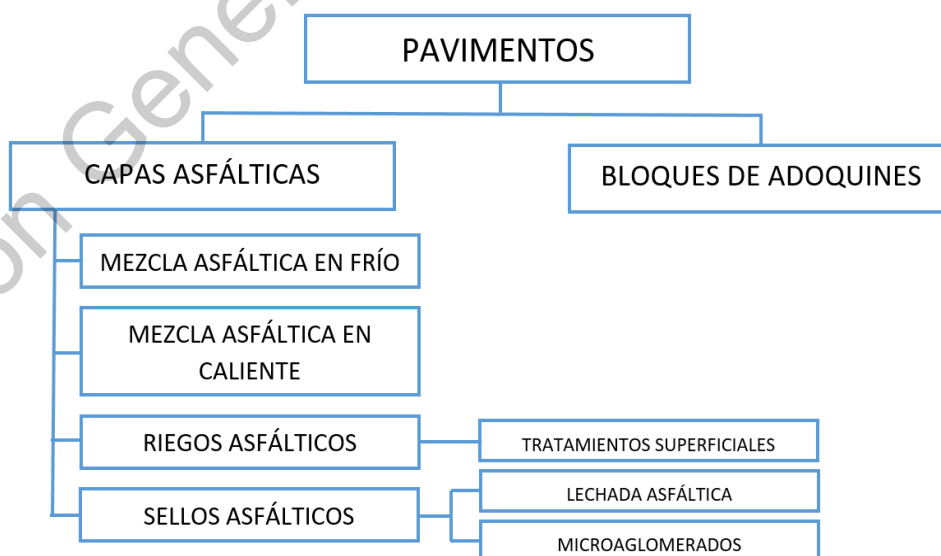 PAVIMENTOS
CAPAS ASFÁLTICAS
BLOQUES DE ADOQUINES
MEZCLA ASFÁLTICA EN FRÍO
MEZCLA ASFÁLTICA EN
CALIENTE
RIEGOS ASFÁLTICOS
TRATAMIENTOS SUPERFICIALES
LECHADA ASFÁLTICA
SELLOS ASFÁLTICOS
MICROAGLOMERADOS